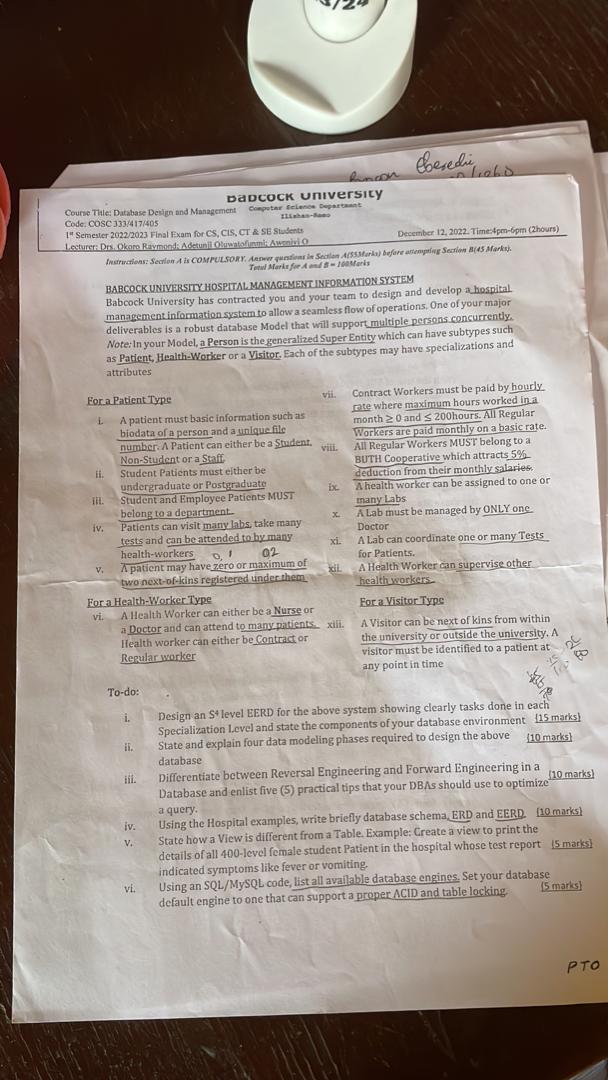 3/24
Babcock University
Computer Science Department
Ilishan-Remo
Course Title: Database Design and Management
Code: COSC 333/417/405
1st Semester 2022/2023 Final Exam for CS, CIS, CT & SE Students
December 12, 2022. Time:4pm-6pm (2hours)
Lecturer: Drs. Okoro Raymond; Adetunji Oluwatofunmi; Awonivi O
Instructions: Section A is COMPULSORY. Answer questions in Section A(55Marks) before attempting Section B(45 Marks).
Total Marks for A and B = 100Marks
BABCOCK UNIVERSITY HOSPITAL MANAGEMENT INFORMATION SYSTEM
Babcock University has contracted you and your team to design and develop a hospital
management information system to allow a seamless flow of operations. One of your major
deliverables is a robust database Model that will support multiple persons concurrently.
Note: In your Model, a Person is the generalized Super Entity which can have subtypes such
as Patient, Health-Worker or a Visitor. Each of the subtypes may have specializations and
attributes
For a Patient Type
i. A patient must basic information such as
biodata of a person and a unique file
number. A Patient can either be a Student,
Non-Student or a Staff
ii. Student Patients must either be
undergraduate or Postgraduate
iii. Student and Employee Patients MUST
belong to a department
iv. Patients can visit many labs, take many
tests and can be attended to by many
health-workers 0, 1 02
v. A patient may have zero or maximum of
two next-of-kins registered under them
For a Health-Worker Type
vi. A Health Worker can either be a Nurse or
a Doctor and can attend to many patients.
Health worker can either be Contract or
Regular worker
vii. Contract Workers must be paid by hourly
rate where maximum hours worked in a
month ≥ 0 and ≤ 200hours. All Regular
Workers are paid monthly on a basic rate.
viii. All Regular Workers MUST belong to a
BUTH Cooperative which attracts 5%
deduction from their monthly salaries.
ix. A health worker can be assigned to one or
many Labs
x. A Lab must be managed by ONLY one
Doctor
xi. A Lab can coordinate one or many Tests
for Patients.
xii. A Health Worker can supervise other
health workers
For a Visitor Type
xiii. A Visitor can be next of kins from within
the university or outside the university. A
visitor must be identified to a patient at
any point in time
To-do:
i. Design an S⁴ level EERD for the above system showing clearly tasks done in each
Specialization Level and state the components of your database environment (15 marks)
ii. State and explain four data modeling phases required to design the above (10 marks)
database
iii. Differentiate between Reversal Engineering and Forward Engineering in a (10 marks)
Database and enlist five (5) practical tips that your DBAs should use to optimize
a query.
iv. Using the Hospital examples, write briefly database schema, ERD and EERD. (10 marks)
v. State how a View is different from a Table. Example: Create a view to print the
details of all 400-level female student Patient in the hospital whose test report (5 marks)
indicated symptoms like fever or vomiting.
vi. Using an SQL/MySQL code, list all available database engines. Set your database (5 marks)
default engine to one that can support a proper ACID and table locking.
PTO